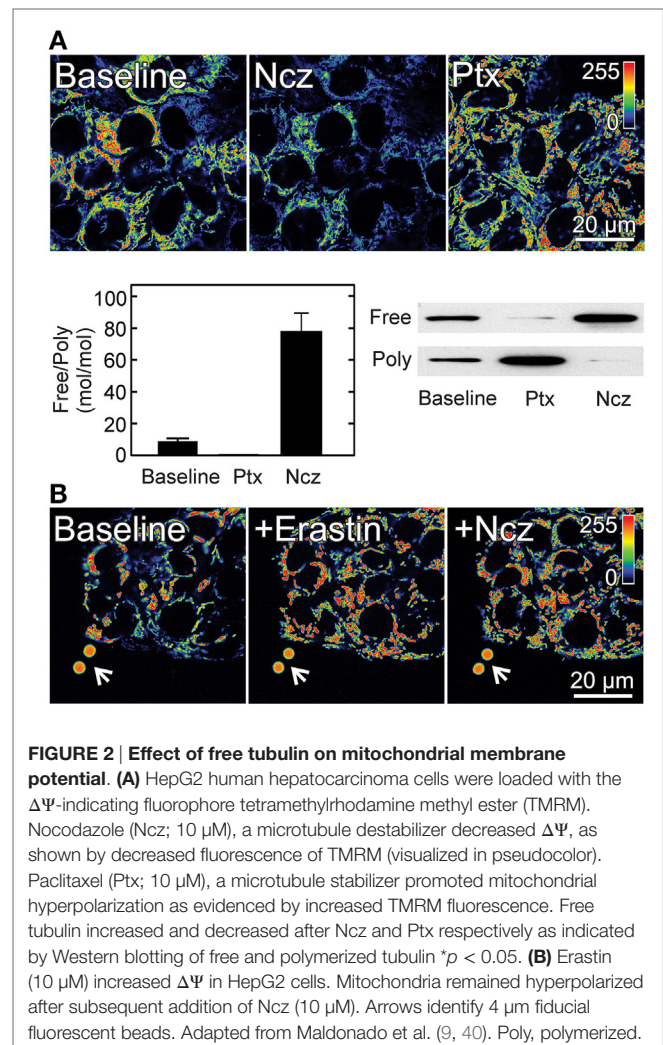 A
Baseline
Ncz
Ptx
255
0
20 µm
100
80
60
40
20
0
Free/Poly
(mol/mol)
Baseline Ptx Ncz
Free
Poly
Baseline Ptx Ncz
B
Baseline
+Erastin
+Ncz
255
0
20 µm
FIGURE 2 | Effect of free tubulin on mitochondrial membrane
potential. (A) HepG2 human hepatocarcinoma cells were loaded with the
ΔΨ-indicating fluorophore tetramethylrhodamine methyl ester (TMRM).
Nocodazole (Ncz; 10 µM), a microtubule destabilizer decreased ΔΨ, as
shown by decreased fluorescence of TMRM (visualized in pseudocolor).
Paclitaxel (Ptx; 10 µM), a microtubule stabilizer promoted mitochondrial
hyperpolarization as evidenced by increased TMRM fluorescence. Free
tubulin increased and decreased after Ncz and Ptx respectively as indicated
by Western blotting of free and polymerized tubulin *p < 0.05. (B) Erastin
(10 µM) increased ΔΨ in HepG2 cells. Mitochondria remained hyperpolarized
after subsequent addition of Ncz (10 µM). Arrows identify 4 µm fiducial
fluorescent beads. Adapted from Maldonado et al. (9, 40). Poly, polymerized.